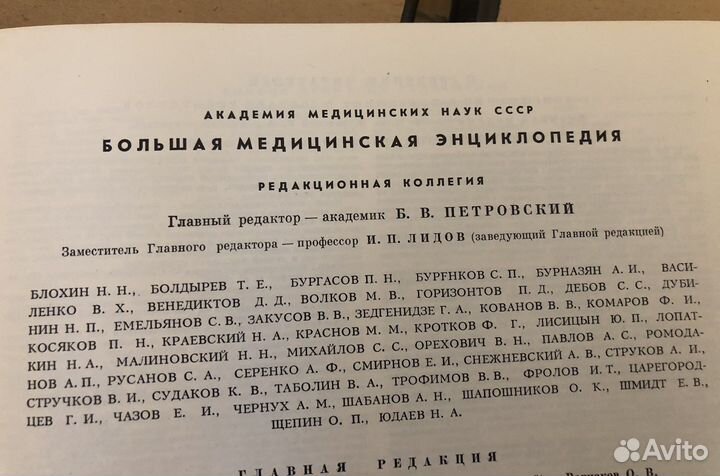 АКАДЕМИЯ МЕДИЦИНСКИХ НАУК СССР
БОЛЬШАЯ МЕДИЦИНСКАЯ ЭНЦИКЛОПЕДИЯ
РЕДАКЦИОННАЯ КОЛЛЕГИЯ
Главный редактор — академик Б. В. ПЕТРОВСКИЙ
Заместитель Главного редактора — профессор И. П. ЛИДОВ (заведующий Главной редакцией)
БЛОХИН Н. Н., БОЛДЫРЕВ Т. Е., БУРГАСОВ П. Н., БУРЕНКОВ С. П., БУРНАЗЯН А. И., ВАСИ-
ЛЕНКО В. Х., ВЕНЕДИКТОВ Д. Д., ВОЛКОВ М. В., ГОРИЗОНТОВ П. Д., ДЕБОВ С. С., ДУБИ-
НИН Н. П., ЕМЕЛЬЯНОВ С. В., ЗАКУСОВ В. В., ЗЕДГЕНИДЗЕ Г. А., КОВАНОВ В. В., КОМАРОВ Ф. И.,
КОСЯКОВ П. Н., КРАЕВСКИЙ Н. А., КРАСНОВ М. М., КРОТКОВ Ф. Г., ЛИСИЦЫН Ю. П., ЛОПАТ-
КИН Н. А., МАЛИНОВСКИЙ Н. Н., МИХАЙЛОВ С. С., ОРЕХОВИЧ В. Н., ПАВЛОВ А. С., РОМОДА-
НОВ А. П., РУСАНОВ С. А., СЕРЕНКО А. Ф., СМИРНОВ Е. И., СНЕЖНЕВСКИЙ А. В., СТРУКОВ А. И.,
СТРУЧКОВ В. И., СУДАКОВ К. В., ТАБОЛИН В. А., ТРОФИМОВ В. В., ФРОЛОВ И. Т., ЦАРЕГОРОД-
ЦЕВ Г. И., ЧАЗОВ Е. И., ЧЕРНУХ А. М., ШАБАНОВ А. Н., ШАПОШНИКОВ О. К., ШМИДТ Е. В.,
ЩЕПИН О. П., ЮДАЕВ Н. А.
ГЛАВНАЯ РЕДАКЦИЯ
О. В.
Avito